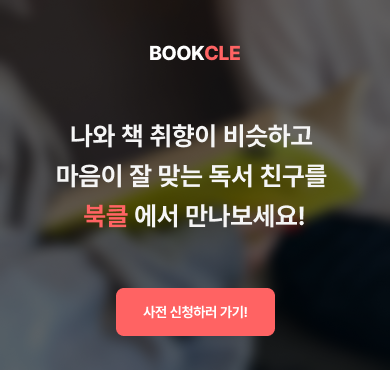 BOOKCLE
나와 책 취향이 비슷하고
마음이 잘 맞는 독서 친구를
북클 에서 만나보세요!
사전 신청하러 가기!